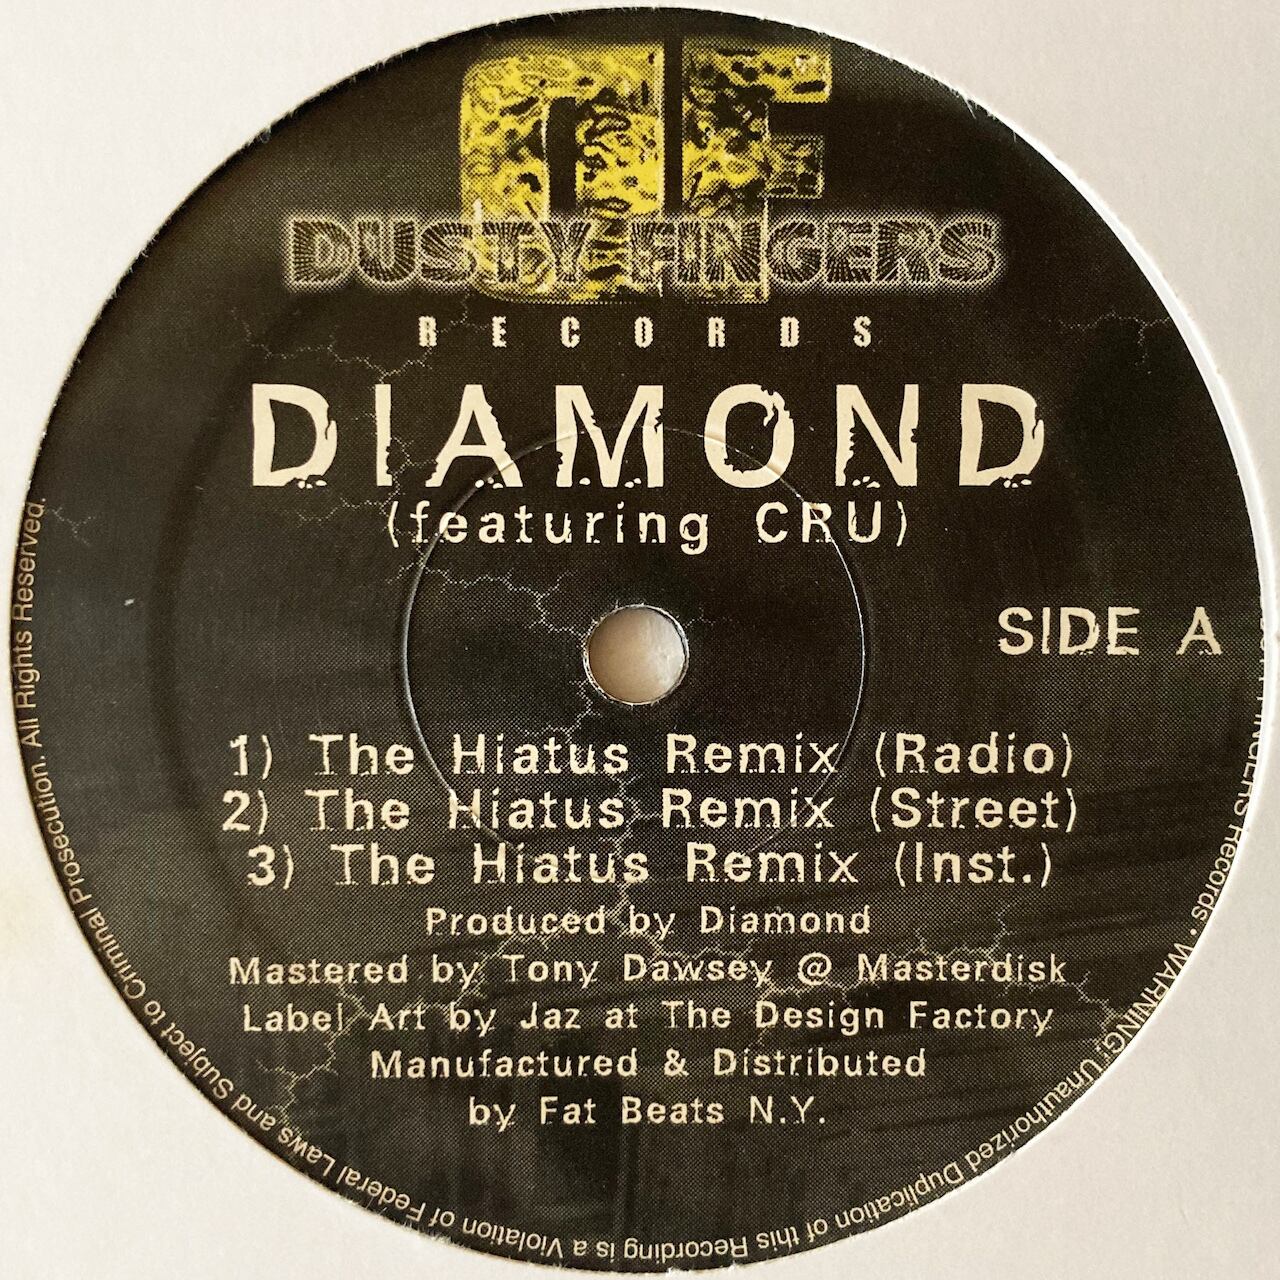 DF
DUSTY FINGERS
RECORDS
DIAMOND
(featuring CRU)
SIDE A
1) The Hiatus Remix (Radio)
2) The Hiatus Remix (Street)
3) The Hiatus Remix (Inst.)
Produced by Diamond
Mastered by Tony Dawsey @ Masterdisk
Label Art by Jaz at The Design Factory
Manufactured & Distributed
by Fat Beats N.Y.
FINGERS Records • WARNING: Unauthorized Duplication of this Recording is a Violation of Federal Laws and Subject to Criminal Prosecution. All Rights Reserved.